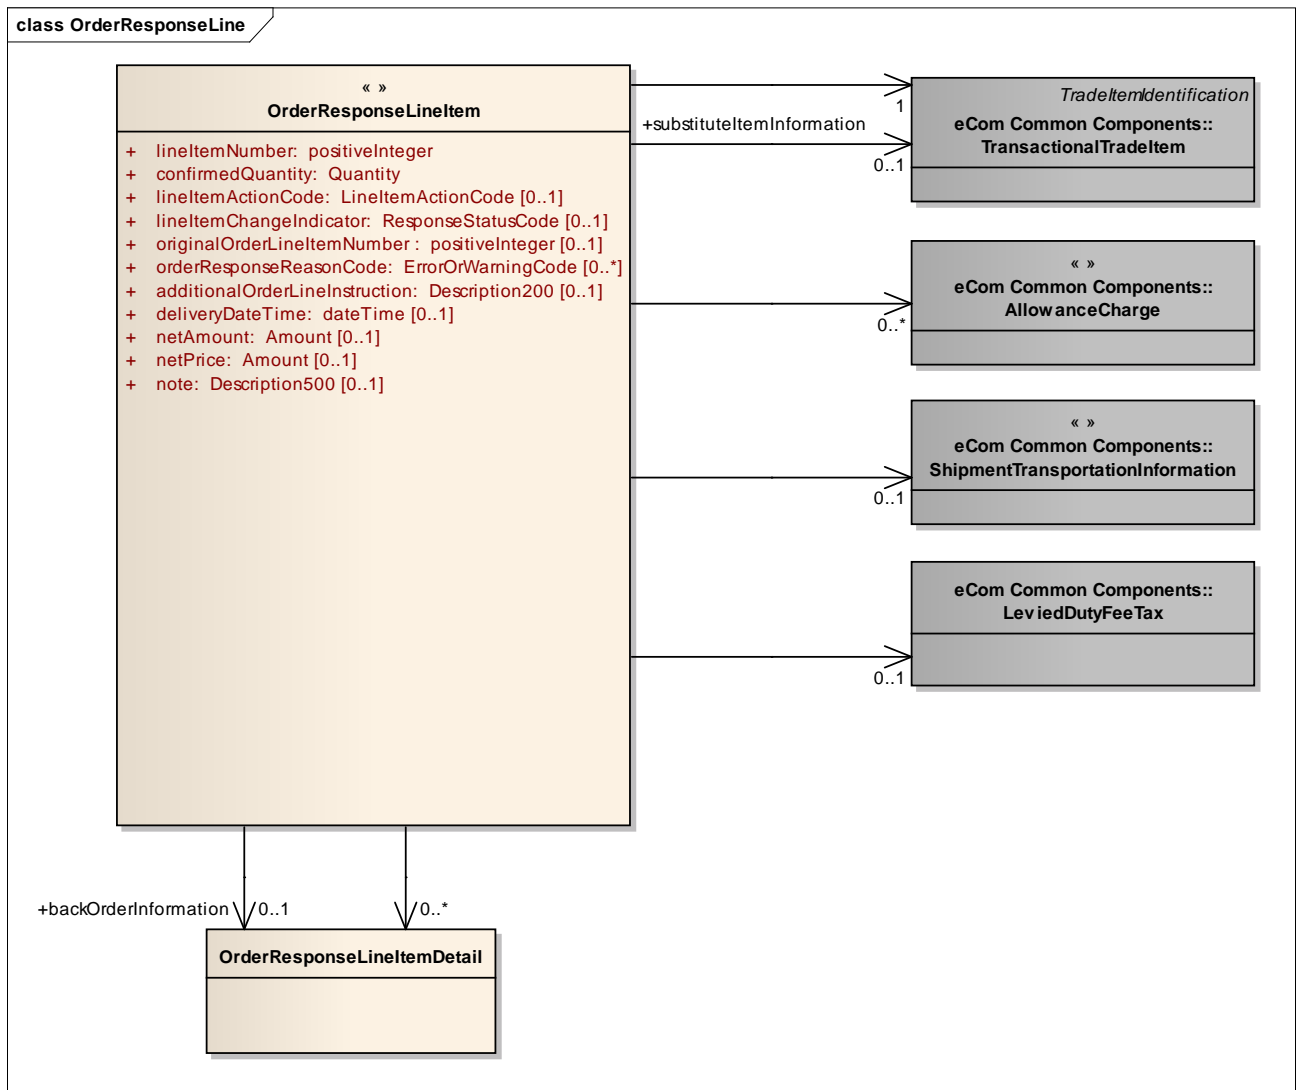 class OrderResponseLine
« »
OrderResponseLineItem
+ lineItemNumber: positiveInteger
+ confirmedQuantity: Quantity
+ lineItemActionCode: LineItemActionCode [0..1]
+ lineItemChangeIndicator: ResponseStatusCode [0..1]
+ originalOrderLineItemNumber : positiveInteger [0..1]
+ orderResponseReasonCode: ErrorOrWarningCode [0..*]
+ additionalOrderLineInstruction: Description200 [0..1]
+ deliveryDateTime: dateTime [0..1]
+ netAmount: Amount [0..1]
+ netPrice: Amount [0..1]
+ note: Description500 [0..1]
1
+substituteItemInformation
0..1
TradeItemIdentification
eCom Common Components::
TransactionalTradeItem
0..*
« »
eCom Common Components::
AllowanceCharge
0..1
« »
eCom Common Components::
ShipmentTransportationInformation
0..1
eCom Common Components::
LeviedDutyFeeTax
+backOrderInformation
0..1
0..*
OrderResponseLineItemDetail